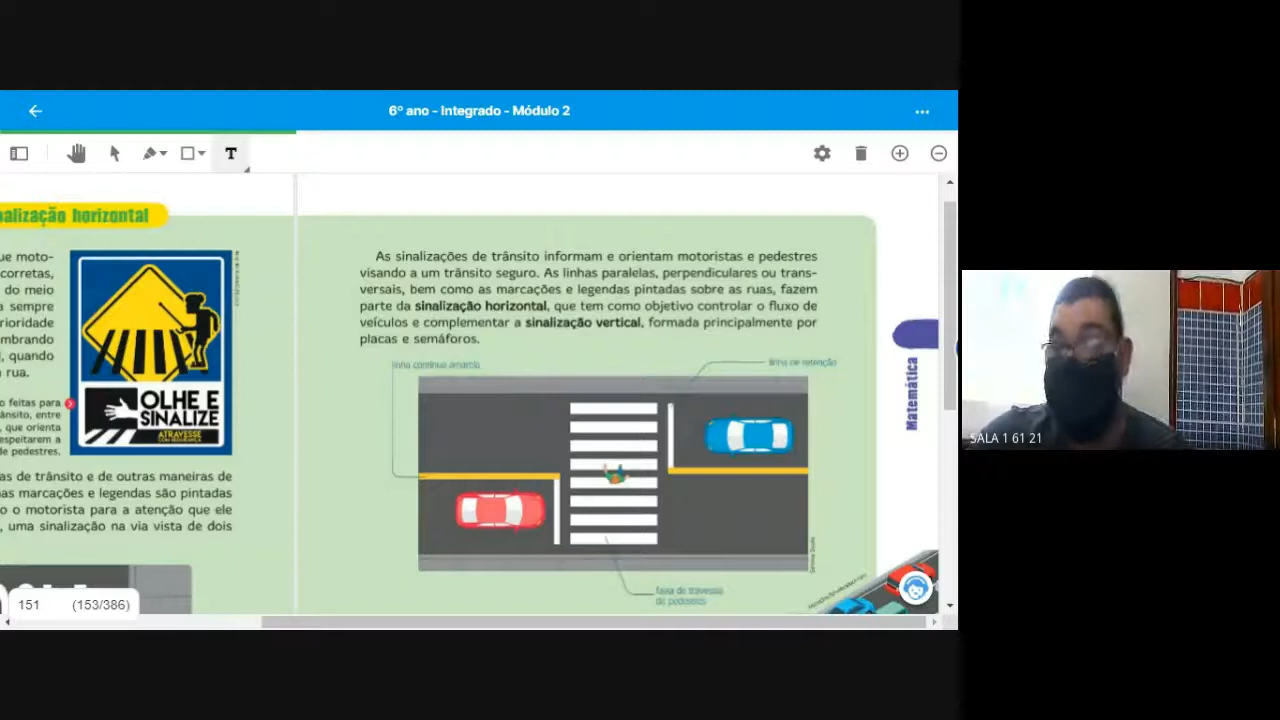 6º ano - Integrado - Módulo 2
T
alização horizontal
ue moto-
corretas,
do meio
a sempre
rioridade
mbrando
l, quando
rua.
o feitas para
ânsito, entre
, que orienta
espeitarem a
de pedestres.
OLHE E
SINALIZE
ATRAVESSE
COM SEGURANÇA
as de trânsito e de outras maneiras de
nas marcações e legendas são pintadas
o o motorista para a atenção que ele
, uma sinalização na via vista de dois
151 (153/386)
As sinalizações de trânsito informam e orientam motoristas e pedestres
visando a um trânsito seguro. As linhas paralelas, perpendiculares ou trans-
versais, bem como as marcações e legendas pintadas sobre as ruas, fazem
parte da sinalização horizontal, que tem como objetivo controlar o fluxo de
veículos e complementar a sinalização vertical, formada principalmente por
placas e semáforos.
linha contínua amarela
linha de retenção
faixa de travessia
de pedestres
Matemática
SALA 1 61 21